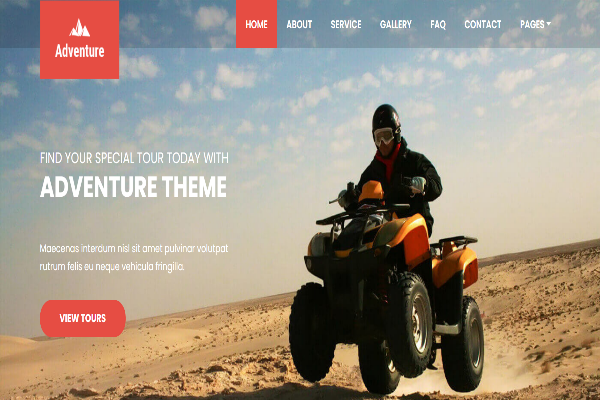 Adventure
HOME ABOUT SERVICE GALLERY FAQ CONTACT PAGES
FIND YOUR SPECIAL TOUR TODAY WITH
ADVENTURE THEME
Maecenas interdum nisl sit amet pulvinar volutpat
rutrum felis eu neque vehicula fringilla.
VIEW TOURS